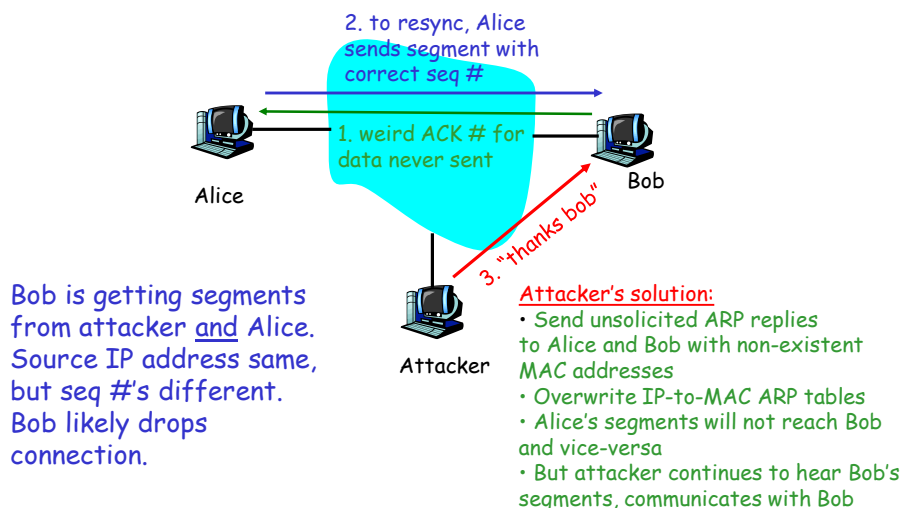 2. to resync, Alice
sends segment with
correct seq #
1. weird ACK # for
data never sent
Alice
Bob
3. "thanks bob"
Attacker
Bob is getting segments
from attacker and Alice.
Source IP address same,
but seq #'s different.
Bob likely drops
connection.
Attacker's solution:
• Send unsolicited ARP replies
to Alice and Bob with non-existent
MAC addresses
• Overwrite IP-to-MAC ARP tables
• Alice's segments will not reach Bob
and vice-versa
• But attacker continues to hear Bob's
segments, communicates with Bob